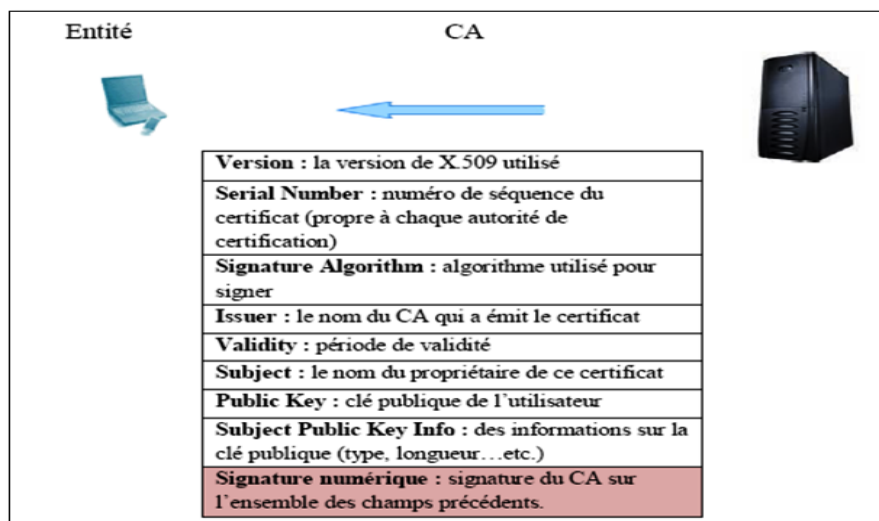 Entité
CA
Version : la version de X.509 utilisé
Serial Number : numéro de séquence du
certificat (propre à chaque autorité de
certification)
Signature Algorithm : algorithme utilisé pour
signer
Issuer : le nom du CA qui a émit le certificat
Validity : période de validité
Subject : le nom du propriétaire de ce certificat
Public Key : clé publique de l'utilisateur
Subject Public Key Info : des informations sur la
clé publique (type, longueur…etc.)
Signature numérique : signature du CA sur
l'ensemble des champs précédents.